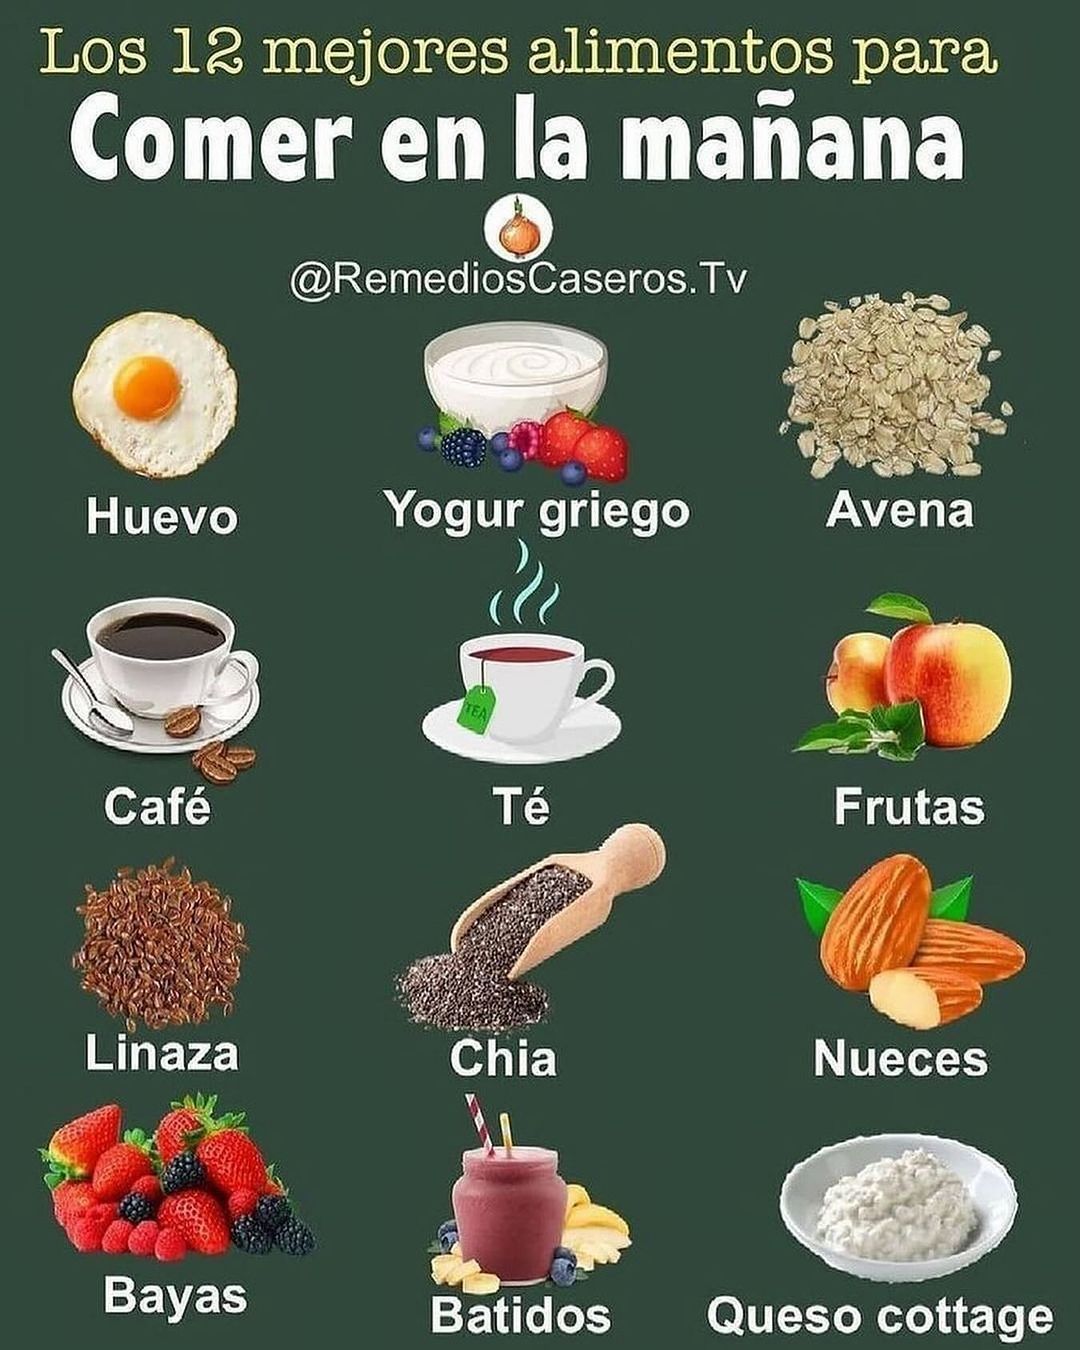 Los 12 mejores alimentos para
Comer en la mañana
@RemediosCaseros.Tv
Huevo
Yogur griego
Avena
TEA
Café
Té
Frutas
Linaza
Chia
Nueces
Bayas
Batidos
Queso cottage